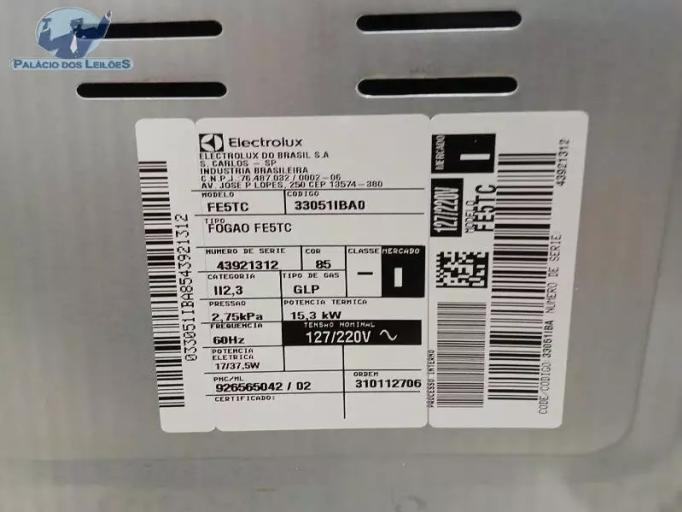 PALÁCIO DOS LEILÕES
Electrolux
ELECTROLUX DO BRASIL S.A
S. CARLOS - SP
INDUSTRIA BRASILEIRA
C N P J. 76 487.032 / 0002-06
AV. JOSE P LOPES, 250 CEP 13574-380
MODELO CODIGO
FE5TC 33051IBA0
TIPO
FOGAO FE5TC
NUMERO DE SERIE COR CLASSE MERCADO
43921312 85 — I
CATEGORIA TIPO DE GAS
II2,3 GLP
PRESSAO POTENCIA TERMICA
2,75kPa 15,3 kW
FREQUENCIA TENSAO NOMINAL
60Hz 127/220V ~
POTENCIA
ELETRICA
17/37.5W
PNC/ML ORDEM
926565042 / 02 310112706
CERTIFICADO:
033051IBA8543921312
PROCESSO INTERNO
MERCADO
I
127/220V
MODELO
FE5TC
43921312
CODE/CODIGO 33051IBA NUMERO DE SERIE: